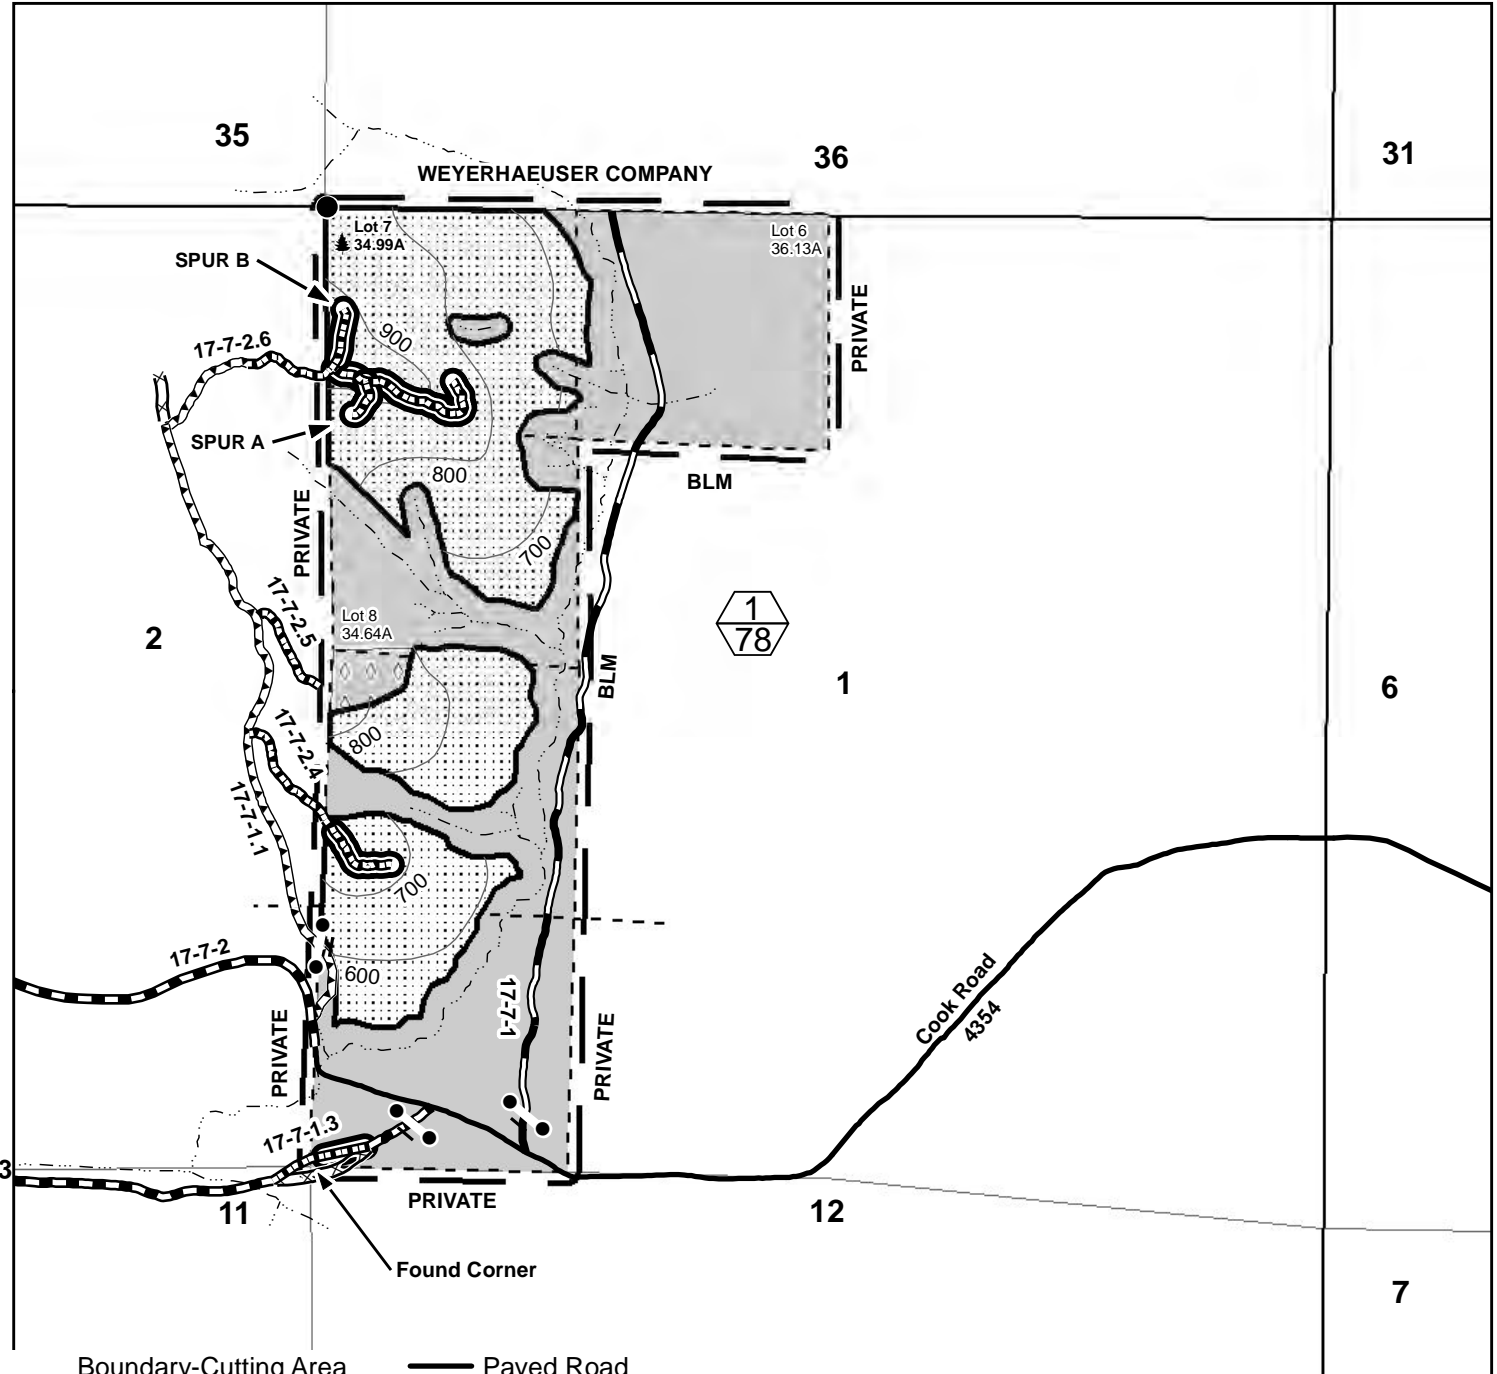 35
36
31
WEYERHAEUSER COMPANY
Lot 7
34.99A
Lot 6
36.13A
SPUR B
PRIVATE
900
17-7-2.6
SPUR A
800
BLM
PRIVATE
700
17-7-2.5
Lot 8
34.64A
1
78
2
BLM
1
6
17-7-2.4
800
17-7-1.1
700
17-7-2
600
17-7-1
Cook Road
4354
PRIVATE
PRIVATE
17-7-1.3
3
PRIVATE
11
12
Found Corner
7
Boundary-Cutting Area
Paved Road